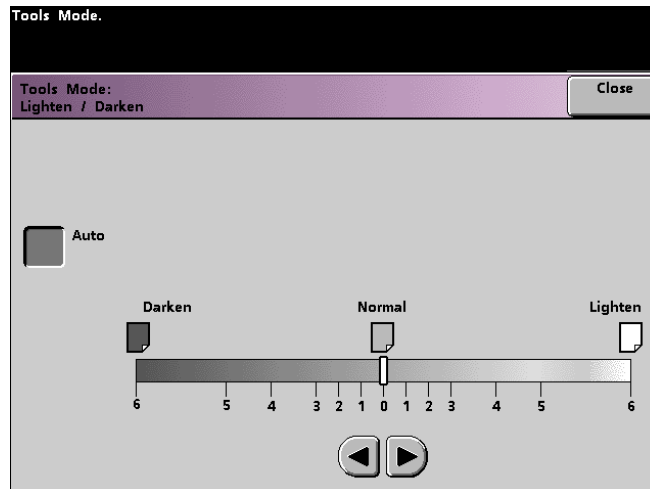 Tools Mode.
Tools Mode:
Lighten / Darken
Close
Auto
Darken Normal Lighten
6 5 4 3 2 1 0 1 2 3 4 5 6